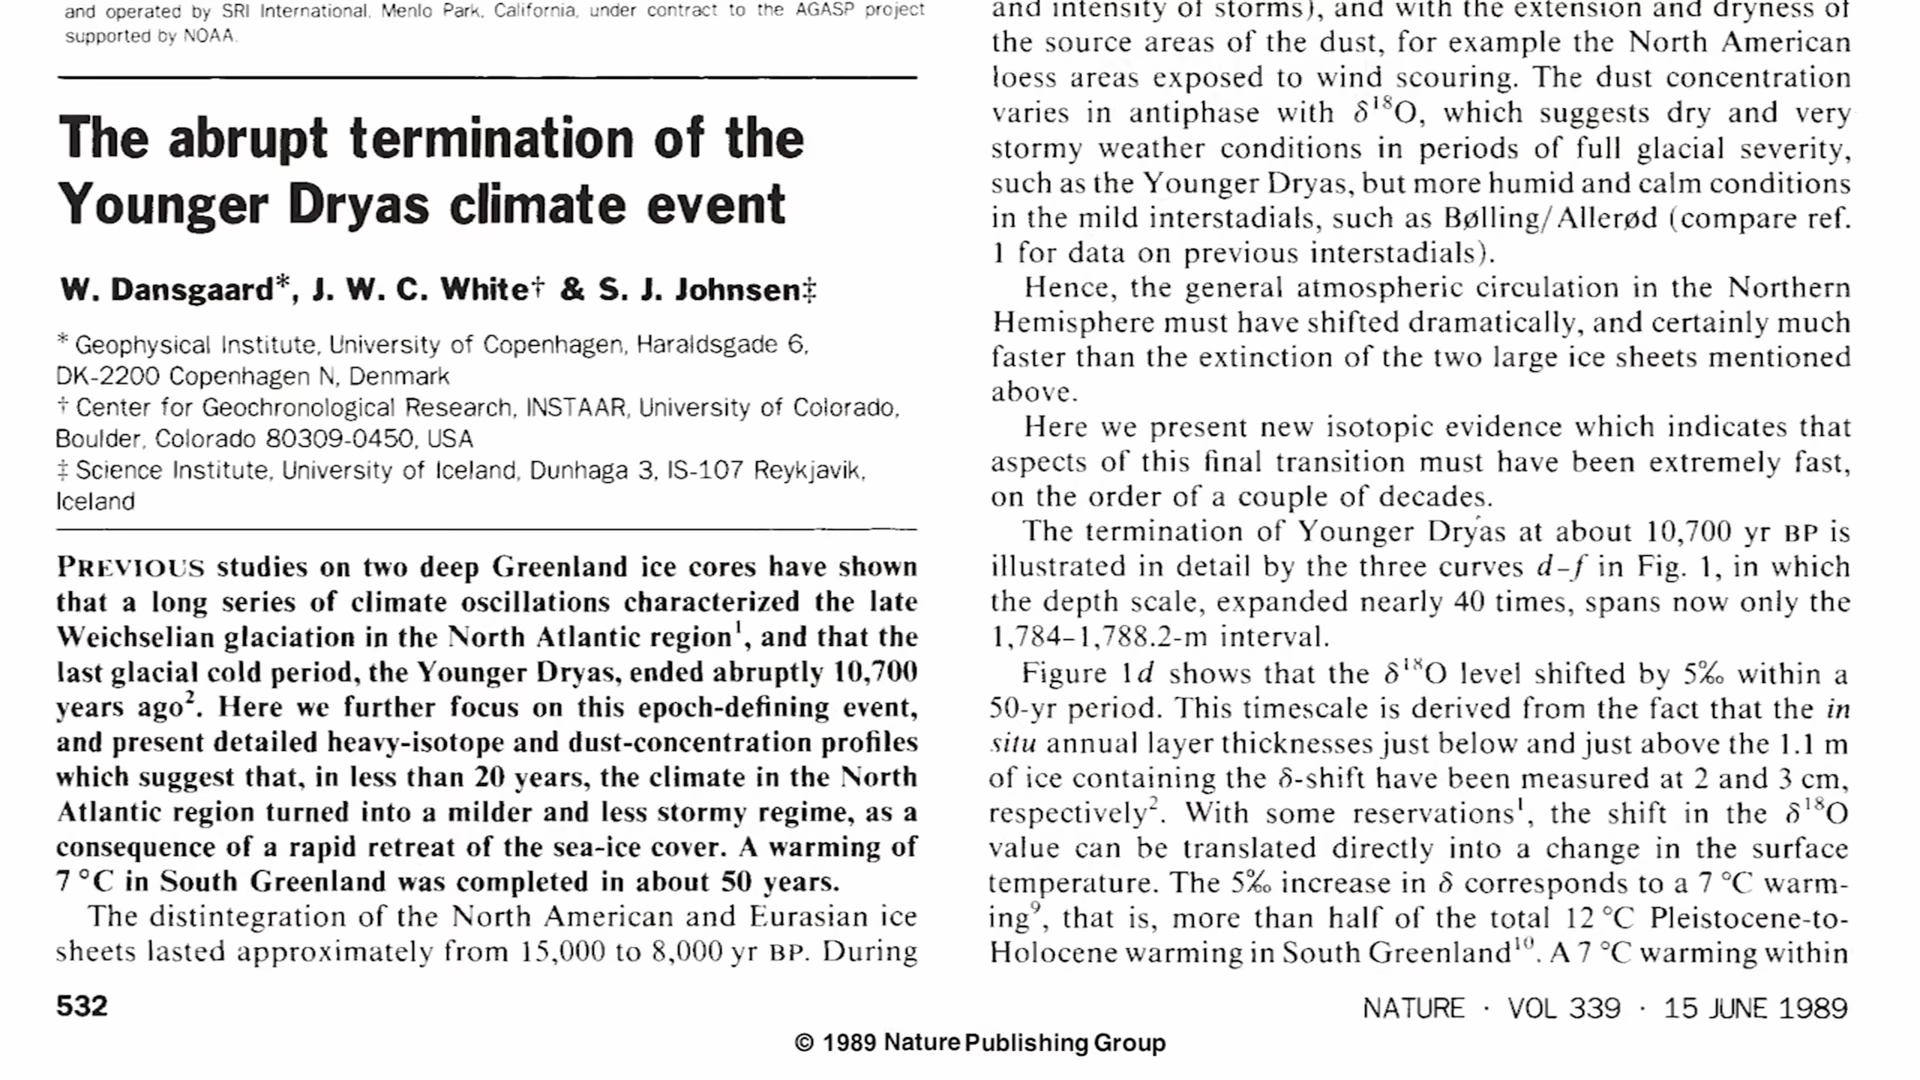 and operated by SRI International, Menlo Park, California, under contract to the AGASP project
supported by NOAA.
The abrupt termination of the
Younger Dryas climate event
W. Dansgaard*, J. W. C. White† & S. J. Johnsen‡
* Geophysical Institute, University of Copenhagen, Haraldsgade 6,
DK-2200 Copenhagen N, Denmark
† Center for Geochronological Research, INSTAAR, University of Colorado,
Boulder, Colorado 80309-0450, USA
‡ Science Institute, University of Iceland, Dunhaga 3, IS-107 Reykjavik,
Iceland
PREVIOUS studies on two deep Greenland ice cores have shown
that a long series of climate oscillations characterized the late
Weichselian glaciation in the North Atlantic region¹, and that the
last glacial cold period, the Younger Dryas, ended abruptly 10,700
years ago². Here we further focus on this epoch-defining event,
and present detailed heavy-isotope and dust-concentration profiles
which suggest that, in less than 20 years, the climate in the North
Atlantic region turned into a milder and less stormy regime, as a
consequence of a rapid retreat of the sea-ice cover. A warming of
7 °C in South Greenland was completed in about 50 years.
The distintegration of the North American and Eurasian ice
sheets lasted approximately from 15,000 to 8,000 yr BP. During
and intensity of storms), and with the extension and dryness of
the source areas of the dust, for example the North American
loess areas exposed to wind scouring. The dust concentration
varies in antiphase with δ¹⁸O, which suggests dry and very
stormy weather conditions in periods of full glacial severity,
such as the Younger Dryas, but more humid and calm conditions
in the mild interstadials, such as Bølling/Allerød (compare ref.
1 for data on previous interstadials).
Hence, the general atmospheric circulation in the Northern
Hemisphere must have shifted dramatically, and certainly much
faster than the extinction of the two large ice sheets mentioned
above.
Here we present new isotopic evidence which indicates that
aspects of this final transition must have been extremely fast,
on the order of a couple of decades.
The termination of Younger Dryas at about 10,700 yr BP is
illustrated in detail by the three curves d–f in Fig. 1, in which
the depth scale, expanded nearly 40 times, spans now only the
1,784–1,788.2-m interval.
Figure 1d shows that the δ¹⁸O level shifted by 5‰ within a
50-yr period. This timescale is derived from the fact that the in
situ annual layer thicknesses just below and just above the 1.1 m
of ice containing the δ-shift have been measured at 2 and 3 cm,
respectively². With some reservations¹, the shift in the δ¹⁸O
value can be translated directly into a change in the surface
temperature. The 5‰ increase in δ corresponds to a 7 °C warm-
ing⁹, that is, more than half of the total 12 °C Pleistocene-to-
Holocene warming in South Greenland¹⁰. A 7 °C warming within
532
NATURE · VOL 339 · 15 JUNE 1989
© 1989 Nature Publishing Group